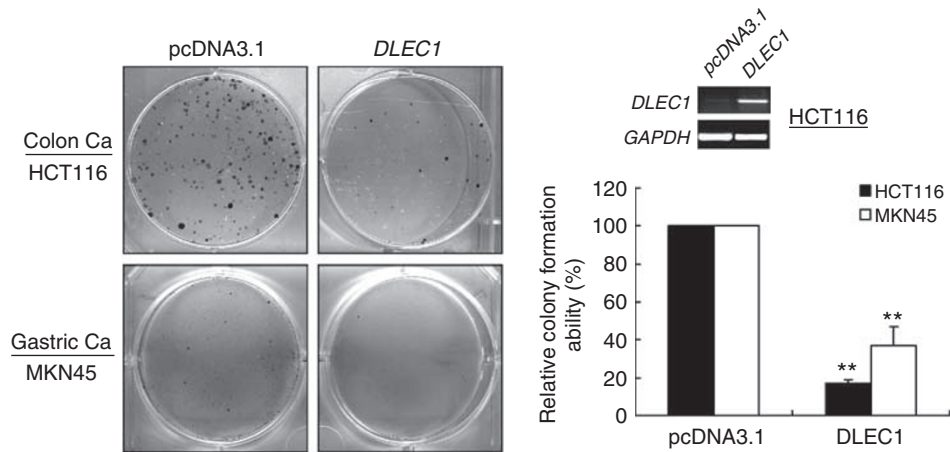 pcDNA3.1 DLEC1
Colon Ca
HCT116
Gastric Ca
MKN45
pcDNA3.1 DLEC1
DLEC1
GAPDH
HCT116
Relative colony formation
ability (%)
120
100
80
60
40
20
0
HCT116
MKN45
**
**
pcDNA3.1 DLEC1